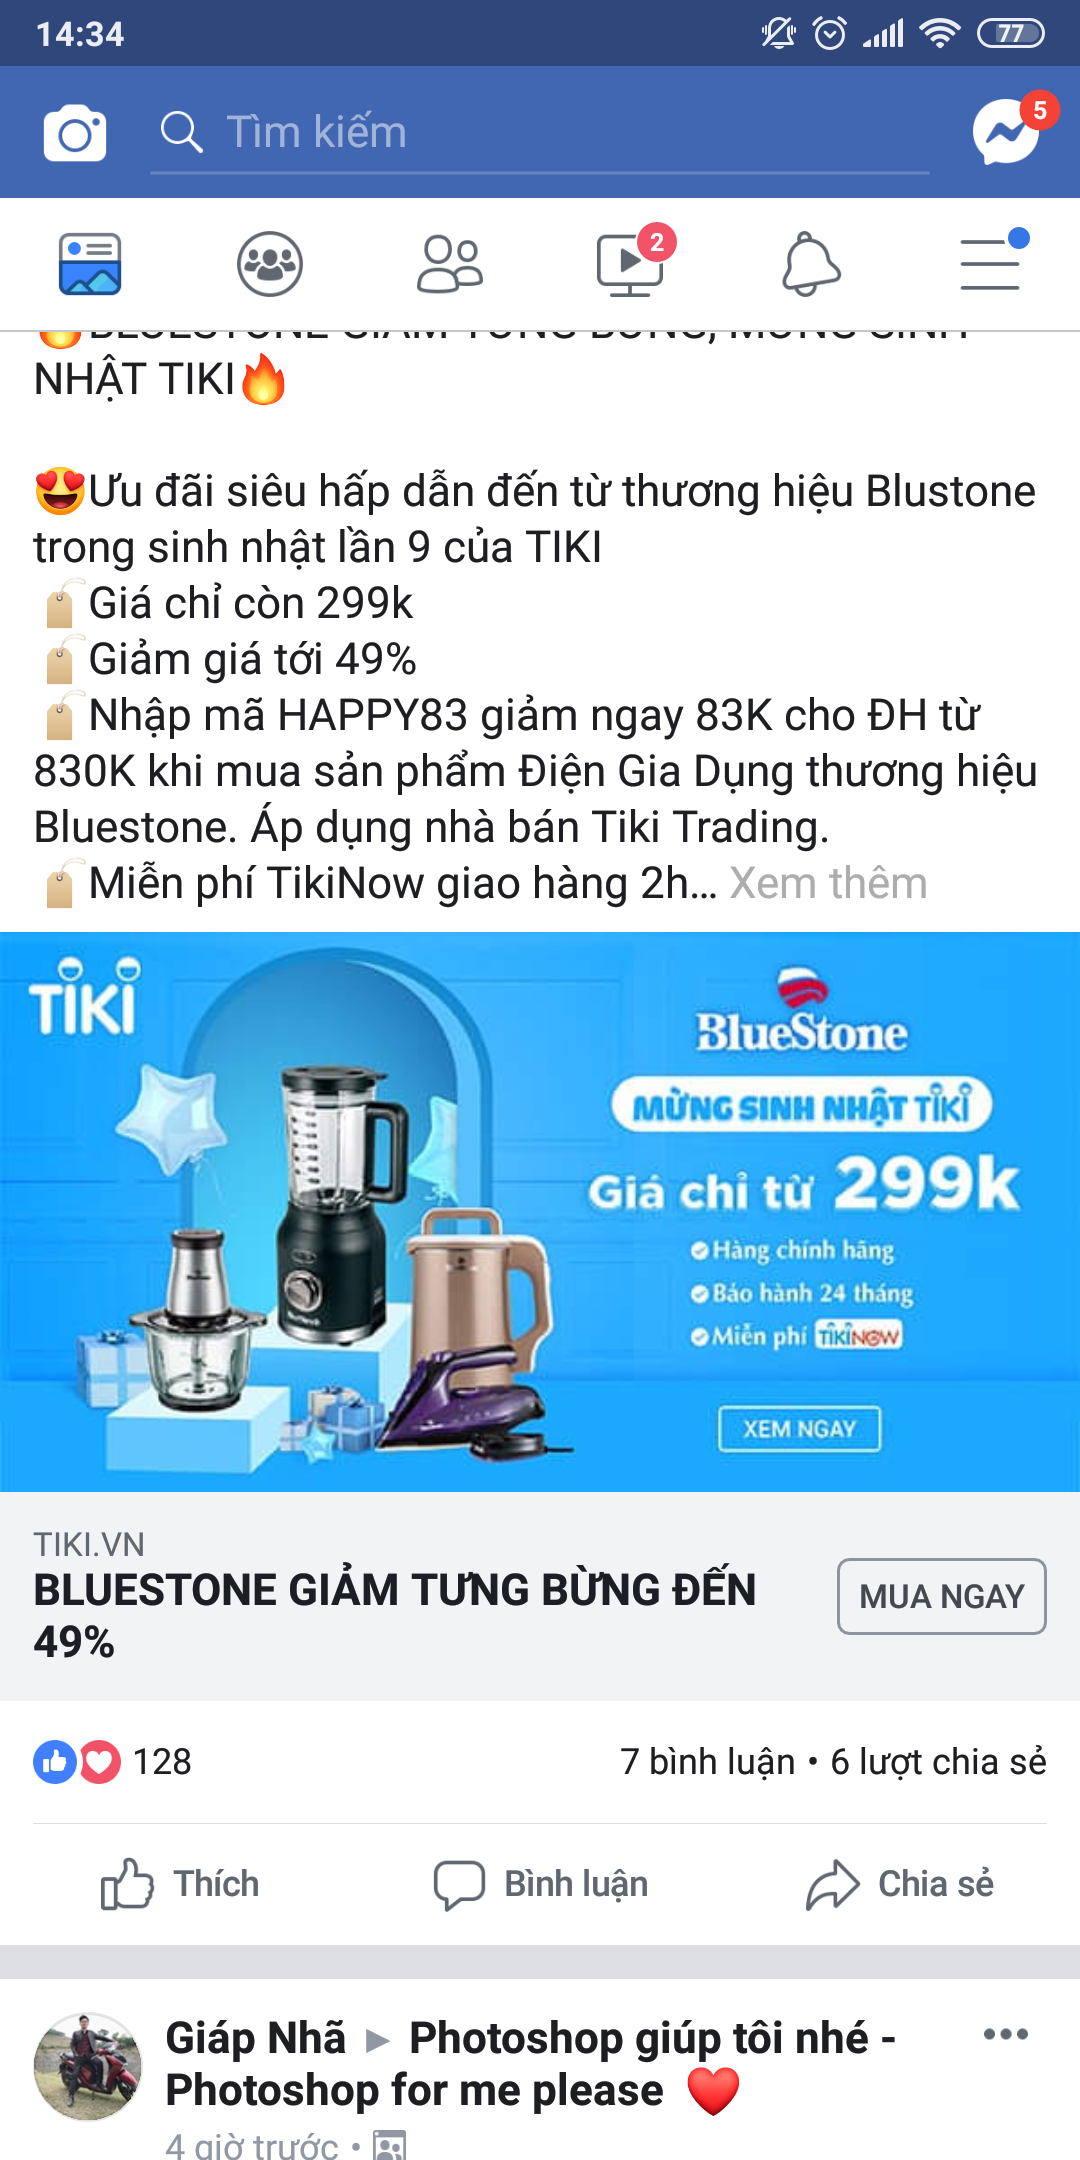 14:34
77
Tìm kiếm
5
2
🔥BLUESTONE GIẢM TƯNG BỪNG, MỪNG SINH
NHẬT TIKI🔥
😍Ưu đãi siêu hấp dẫn đến từ thương hiệu Blustone
trong sinh nhật lần 9 của TIKI
Giá chỉ còn 299k
Giảm giá tới 49%
Nhập mã HAPPY83 giảm ngay 83K cho ĐH từ
830K khi mua sản phẩm Điện Gia Dụng thương hiệu
Bluestone. Áp dụng nhà bán Tiki Trading.
Miễn phí TikiNow giao hàng 2h... Xem thêm
TIKI
BlueStone
MỪNG SINH NHẬT TIKI
Giá chỉ từ 299k
Hàng chính hãng
Bảo hành 24 tháng
Miễn phí TIKINOW
XEM NGAY
TIKI.VN
BLUESTONE GIẢM TƯNG BỪNG ĐẾN
49%
MUA NGAY
128
7 bình luận • 6 lượt chia sẻ
Thích
Bình luận
Chia sẻ
Giáp Nhã ▶ Photoshop giúp tôi nhé -
Photoshop for me please ❤️
4 giờ trước •